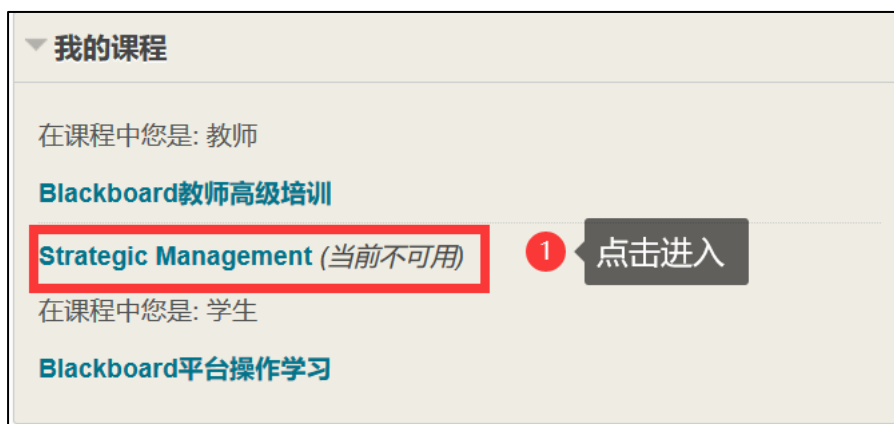 我的课程
在课程中您是: 教师
Blackboard教师高级培训
Strategic Management (当前不可用)
1 点击进入
在课程中您是: 学生
Blackboard平台操作学习